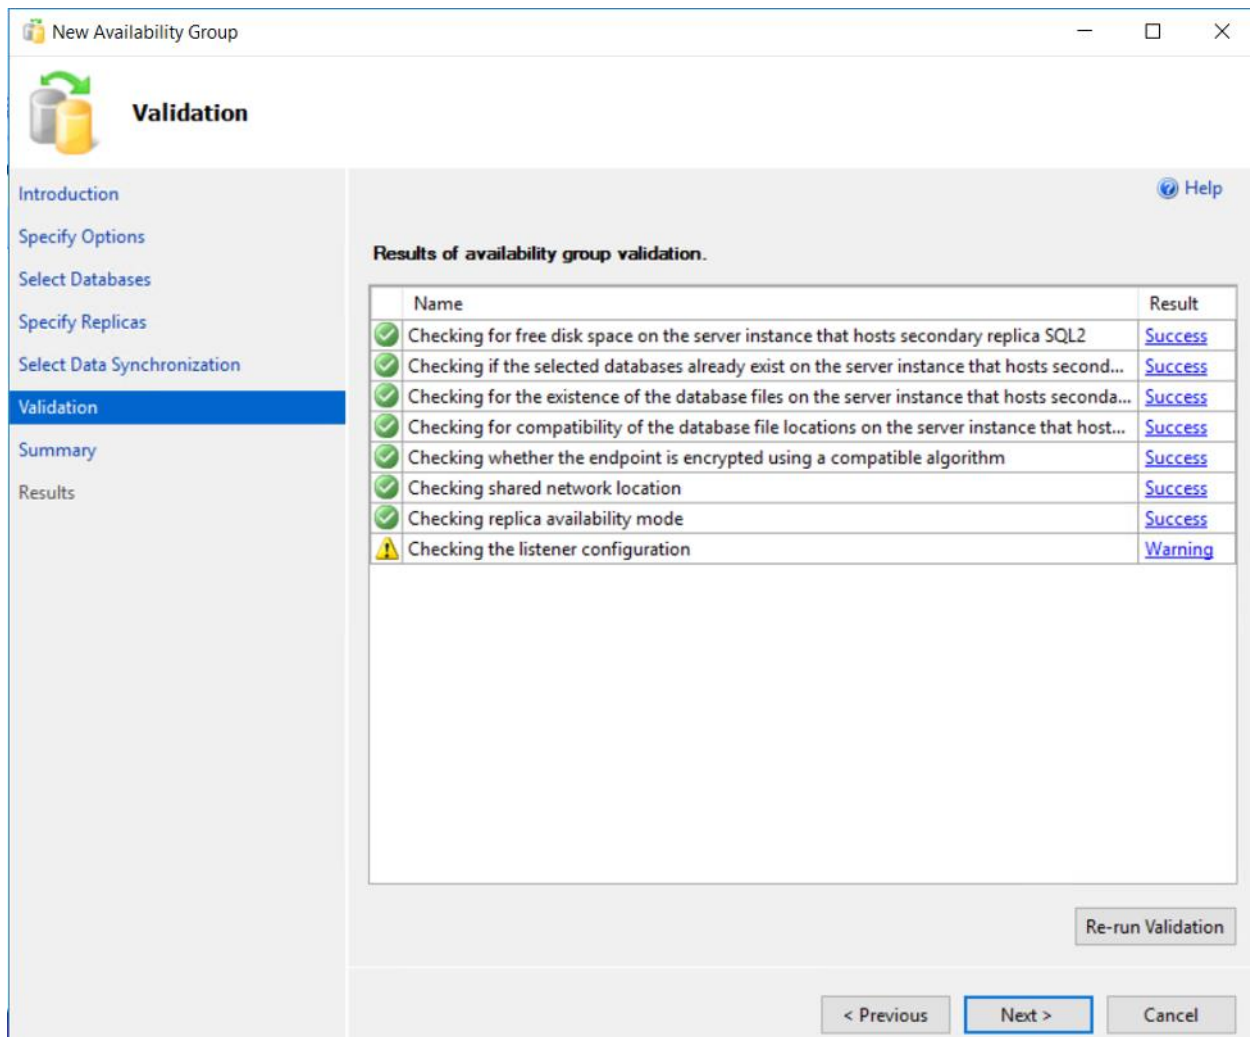 New Availability Group
Validation
Introduction
Specify Options
Select Databases
Specify Replicas
Select Data Synchronization
Validation
Summary
Results
Help
Results of availability group validation.
Name Result
Checking for free disk space on the server instance that hosts secondary replica SQL2 Success
Checking if the selected databases already exist on the server instance that hosts second... Success
Checking for the existence of the database files on the server instance that hosts seconda... Success
Checking for compatibility of the database file locations on the server instance that host... Success
Checking whether the endpoint is encrypted using a compatible algorithm Success
Checking shared network location Success
Checking replica availability mode Success
Checking the listener configuration Warning
Re-run Validation
< Previous Next > Cancel